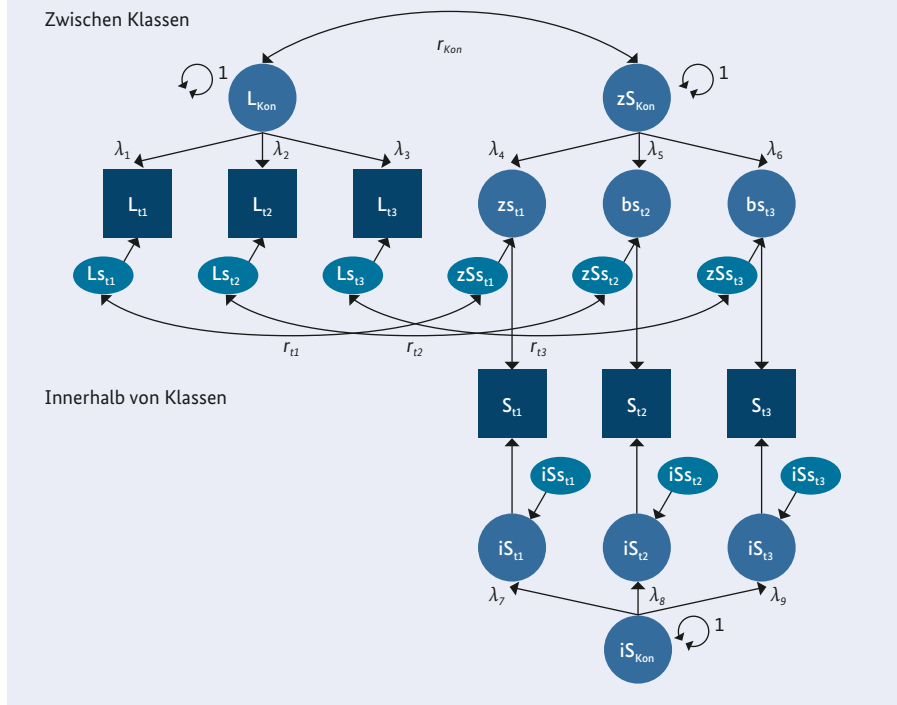 Zwischen Klassen
r_Kon
1
1
L_Kon
zS_Kon
λ₁
λ₂
λ₃
λ₄
λ₅
λ₆
L_t1
L_t2
L_t3
zs_t1
bs_t2
bs_t3
Ls_t1
Ls_t2
Ls_t3
zSs_t1
zSs_t2
zSs_t3
r_t1
r_t2
r_t3
Innerhalb von Klassen
S_t1
S_t2
S_t3
iSs_t1
iSs_t2
iSs_t3
iS_t1
iS_t2
iS_t3
λ₇
λ₈
λ₉
iS_Kon
1